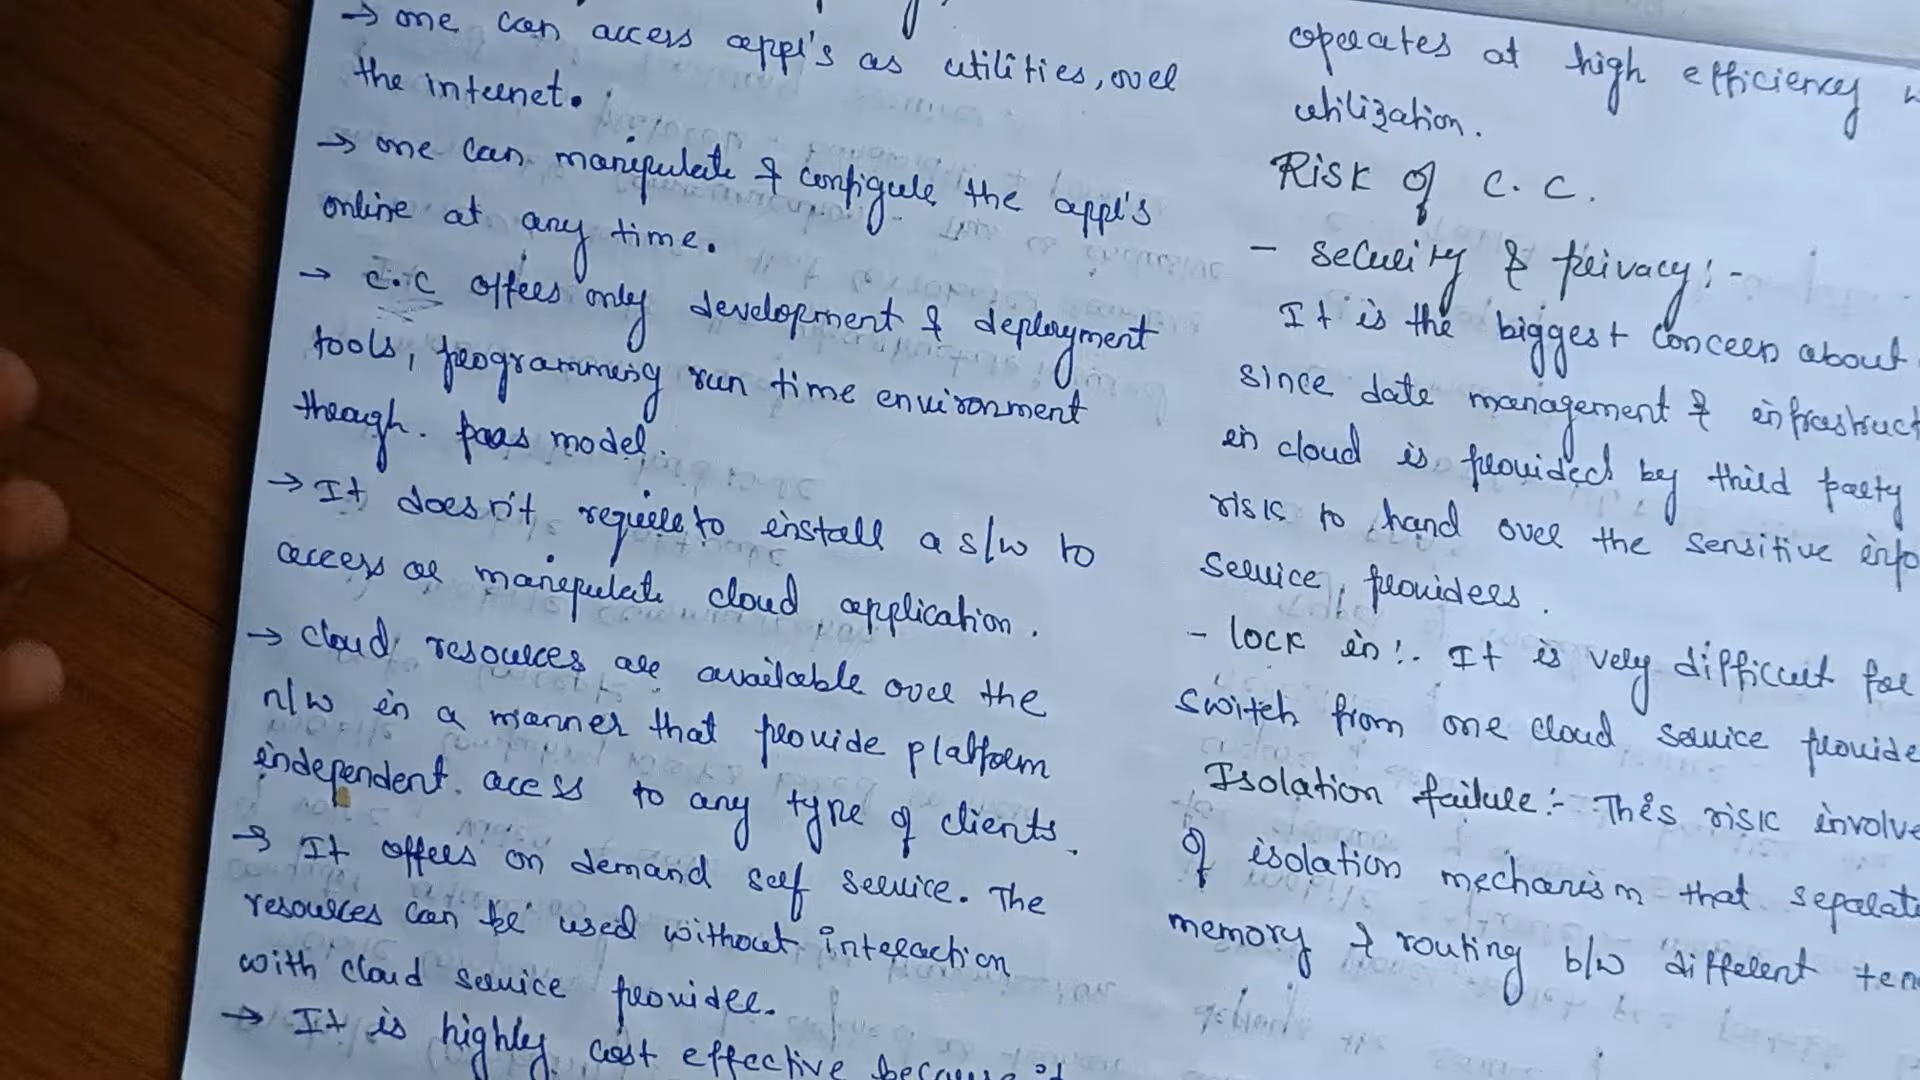 → one can access appl's as utilities, over
the internet.
→ one can manipulate & configure the appl's
online at any time.
→ C.C offers only development & deployment
tools, programming run time environment
through. paas model.
→ It doesn't require to install a s/w to
access or manipulate cloud application.
→ cloud resources are available over the
n/w in a manner that provide platform
independent acess to any type of clients.
→ It offers on demand self service. The
resources can be used without interaction
with cloud service provider.
→ It is highly cost effective because
operates at high efficiency
utilization.
Risk of C.C.
- Security & privacy:-
It is the biggest concern about
since date management & infrastruct
in cloud is provided by third party
risk to hand over the sensitive info
service providers.
- lock in:- It is very difficult for
switch from one cloud service provide
Isolation failure:- This risk involve
of isolation mechanism that separate
memory & routing b/w different ten